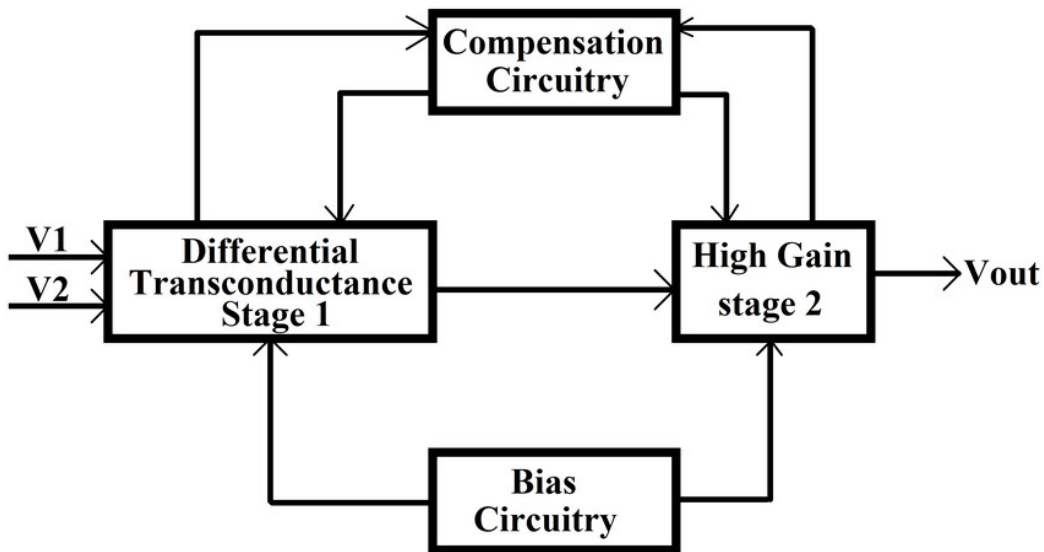 Compensation
Circuitry
V1
V2
Differential
Transconductance
Stage 1
High Gain
stage 2
Vout
Bias
Circuitry